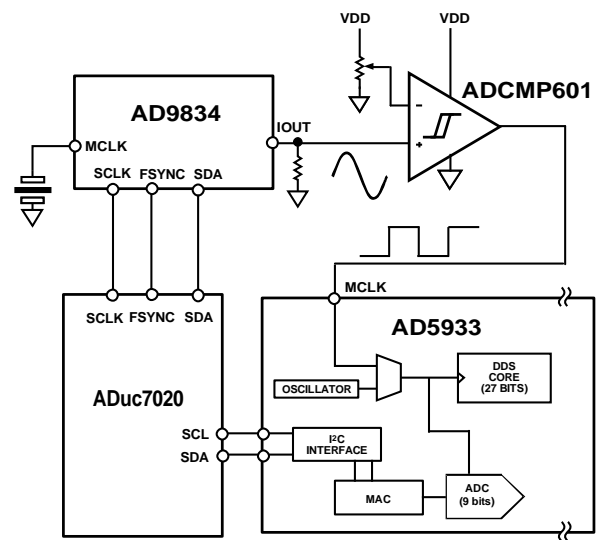 VDD
VDD
ADCMP601
AD9834
IOUT
MCLK
SCLK FSYNC SDA
–
+
MCLK
SCLK FSYNC SDA
AD5933
ADuc7020
OSCILLATOR
DDS
CORE
(27 BITS)
SCL
SDA
I²C
INTERFACE
MAC
ADC
(9 bits)